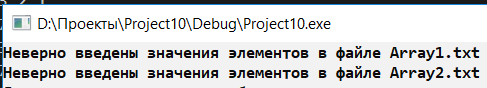 D:\Проекты\Project10\Debug\Project10.exe
Неверно введены значения элементов в файле Array1.txt
Неверно введены значения элементов в файле Array2.txt